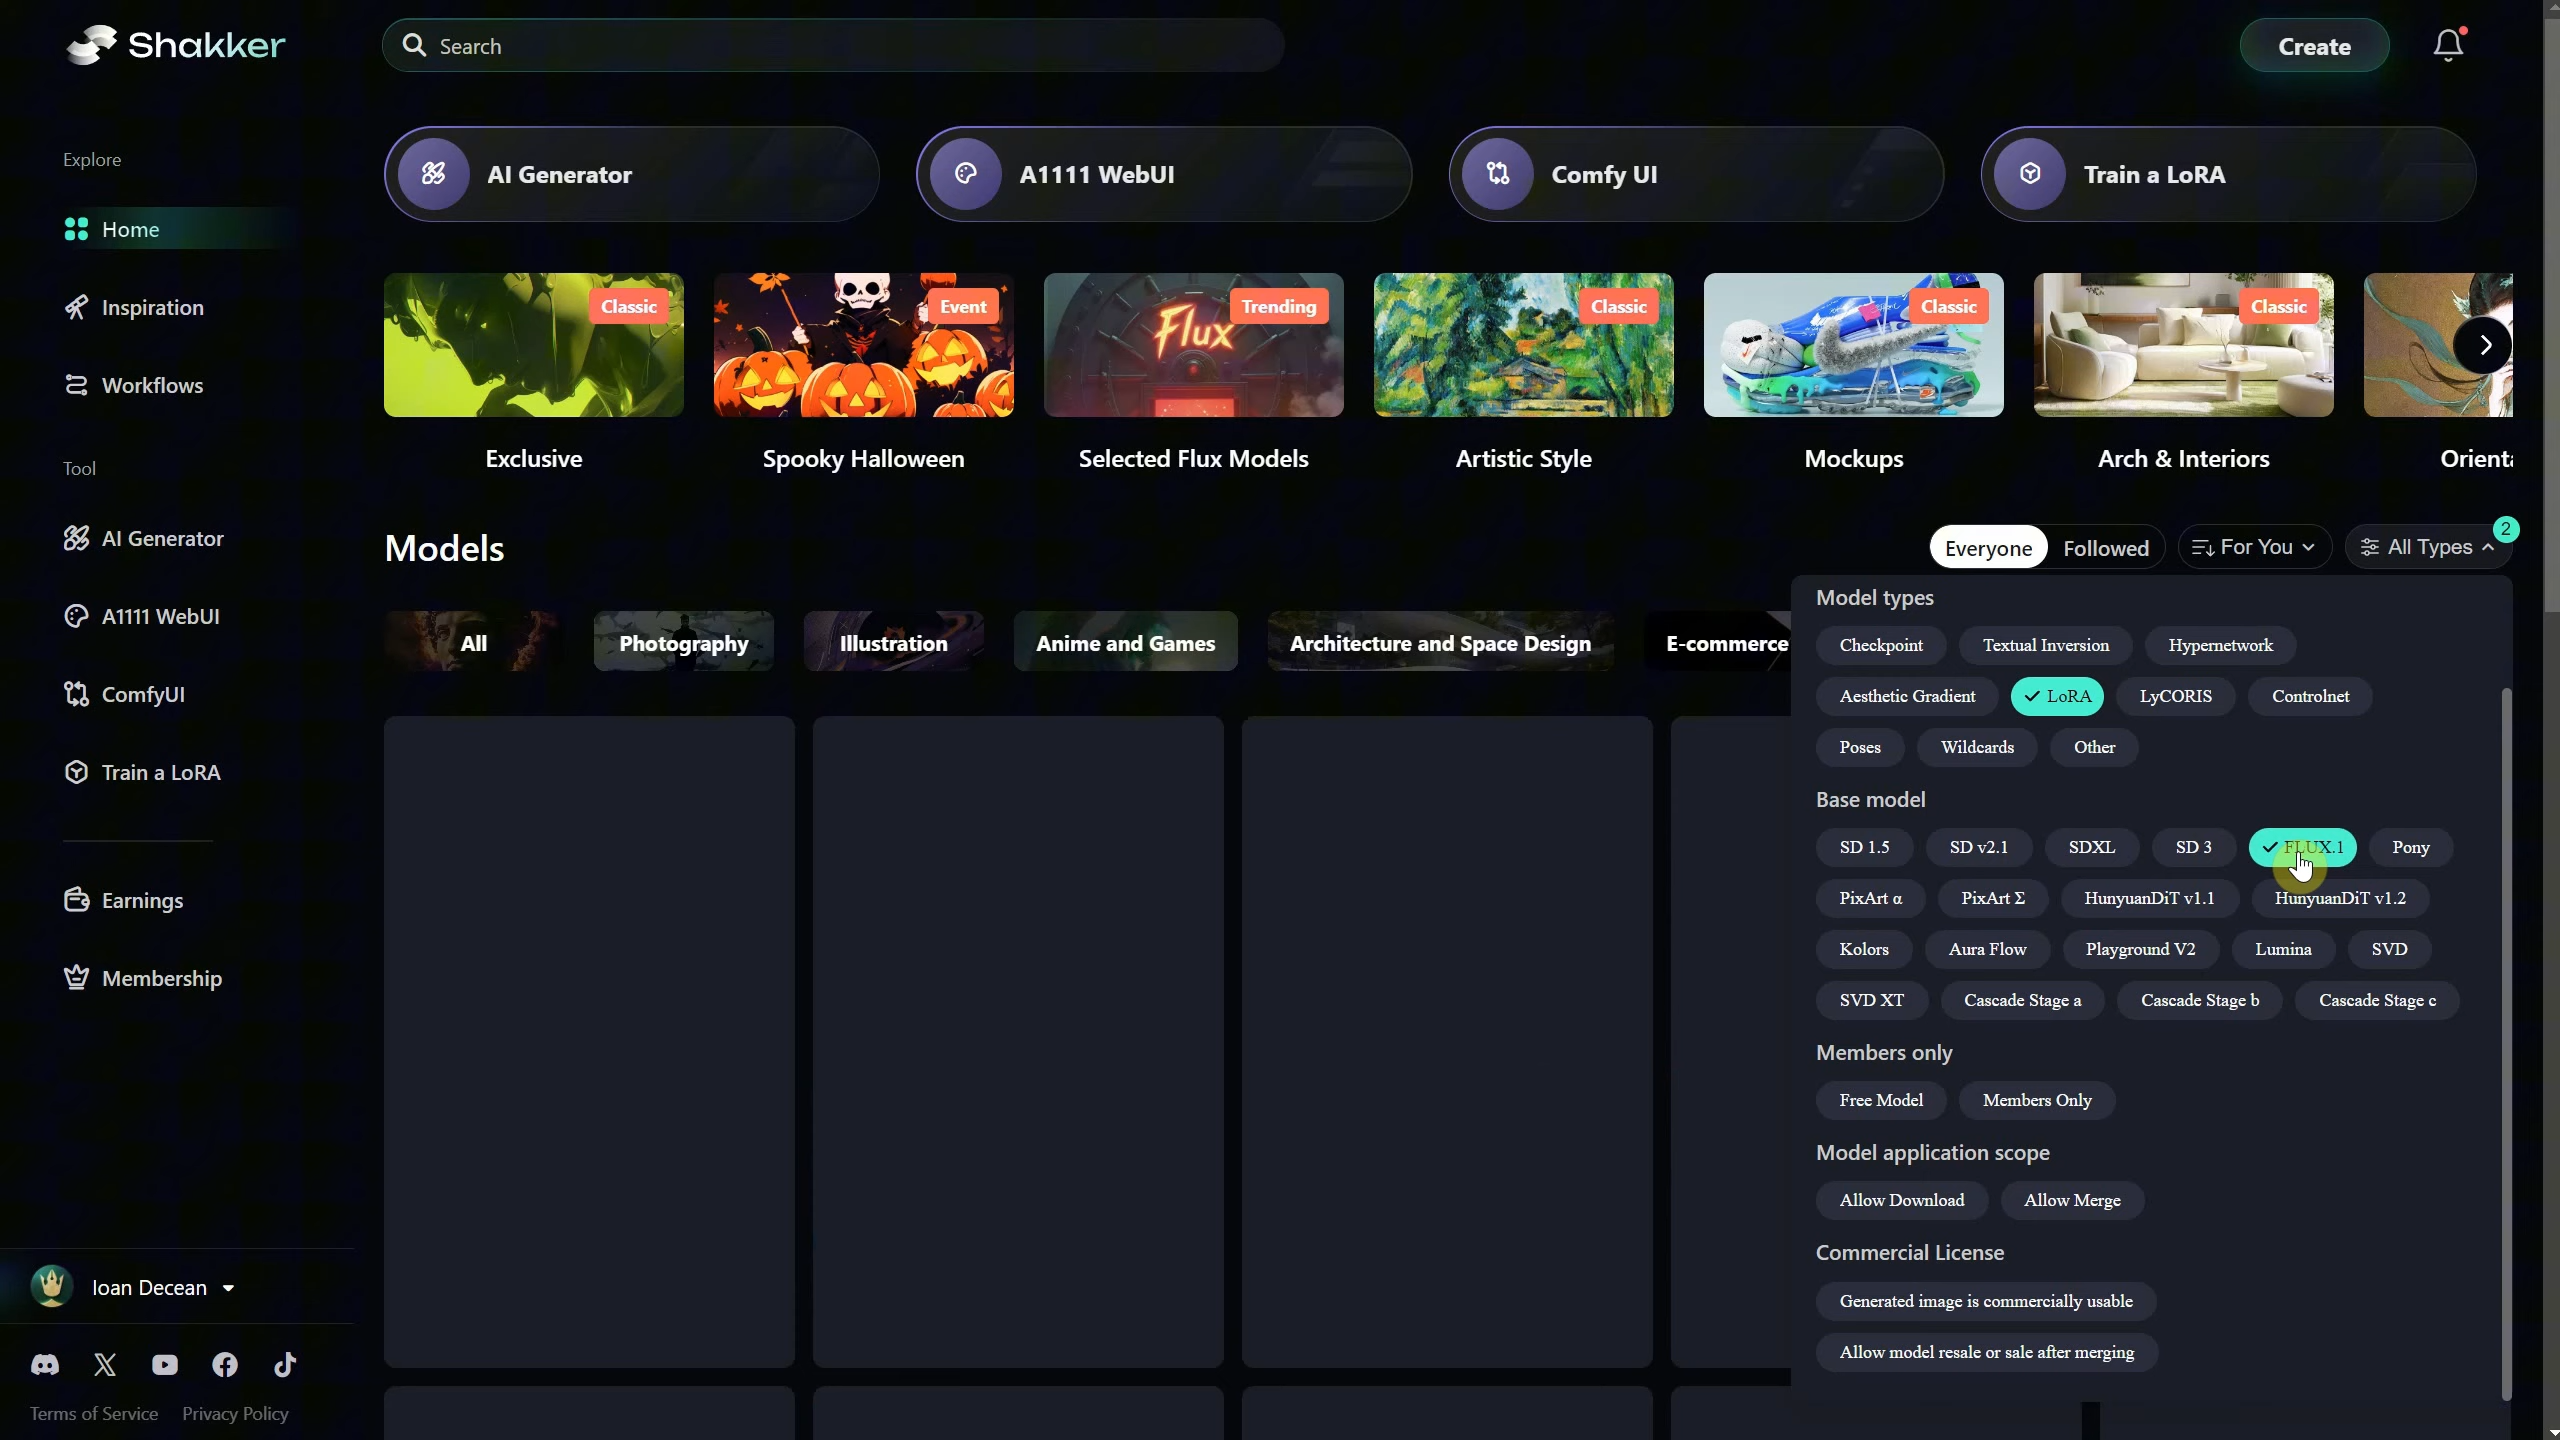 Shakker
Search
Create
Explore
Home
Inspiration
Workflows
Tool
AI Generator
A1111 WebUI
ComfyUI
Train a LoRA
Earnings
Membership
Ioan Decean
Terms of Service Privacy Policy
AI Generator A1111 WebUI Comfy UI Train a LoRA
Classic Event Trending Classic Classic Classic
Flux
Exclusive Spooky Halloween Selected Flux Models Artistic Style Mockups Arch & Interiors Orienta
Models
Everyone Followed For You All Types 2
All Photography Illustration Anime and Games Architecture and Space Design E-commerce
Model types
Checkpoint Textual Inversion Hypernetwork
Aesthetic Gradient LoRA LyCORIS Controlnet
Poses Wildcards Other
Base model
SD 1.5 SD v2.1 SDXL SD 3 FLUX.1 Pony
PixArt α PixArt Σ HunyuanDiT v1.1 HunyuanDiT v1.2
Kolors Aura Flow Playground V2 Lumina SVD
SVD XT Cascade Stage a Cascade Stage b Cascade Stage c
Members only
Free Model Members Only
Model application scope
Allow Download Allow Merge
Commercial License
Generated image is commercially usable
Allow model resale or sale after merging